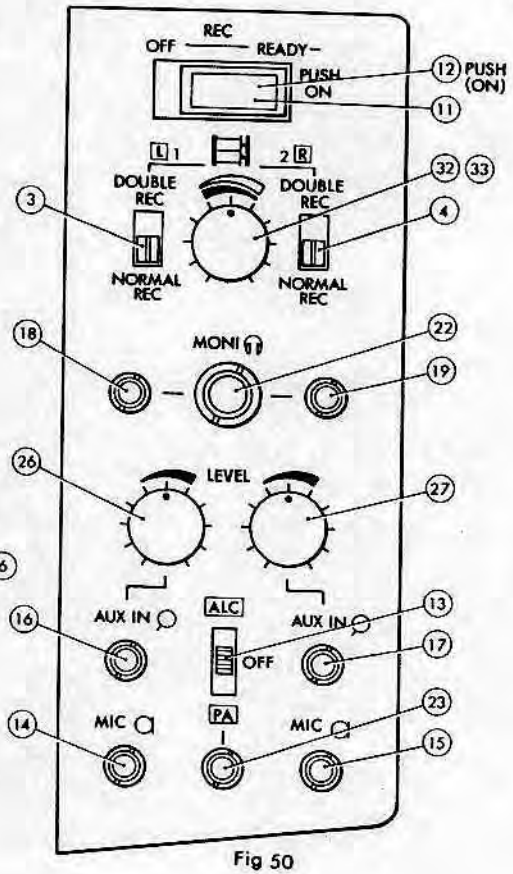 REC
OFF READY
PUSH ON
12 PUSH (ON)
11
L 1 2 R
DOUBLE REC DOUBLE REC
32 33
3
4
NORMAL REC NORMAL REC
MONI
18
22
19
LEVEL
26
27
6
AUX IN ALC AUX IN
16
13
OFF
17
MIC PA MIC
14
23
15
Fig 50